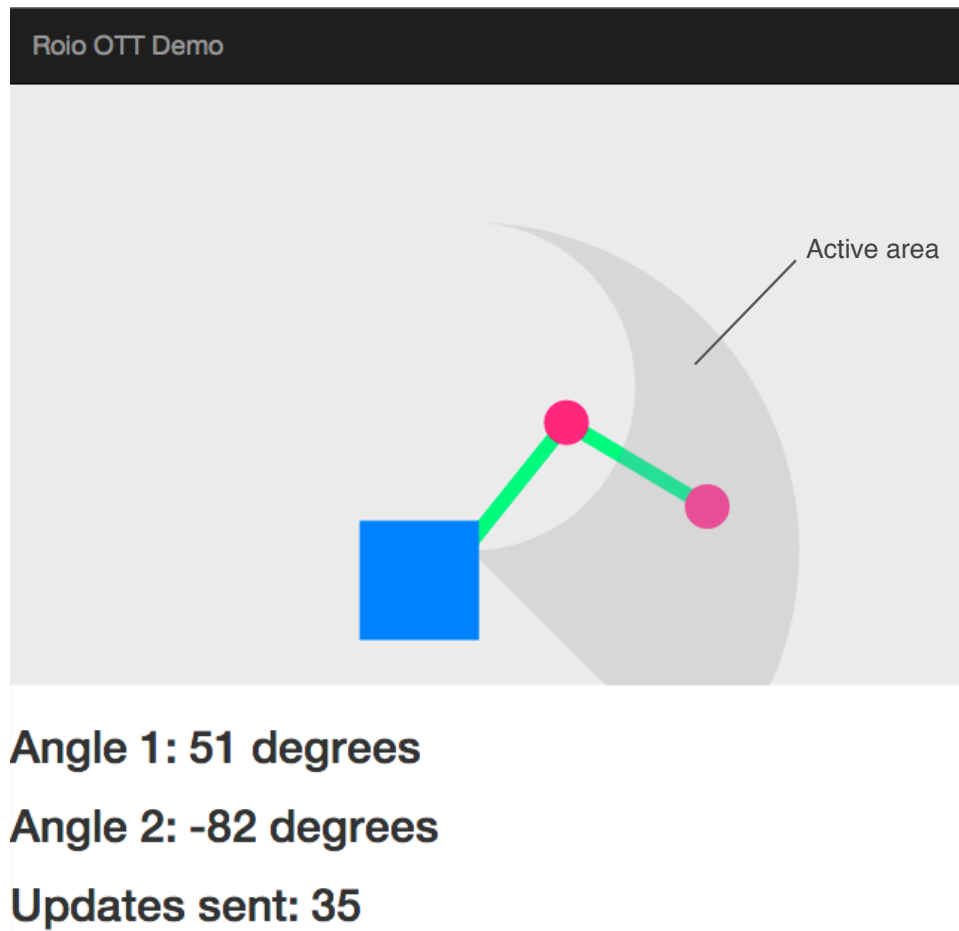 Roio OTT Demo
Active area
Angle 1: 51 degrees
Angle 2: -82 degrees
Updates sent: 35